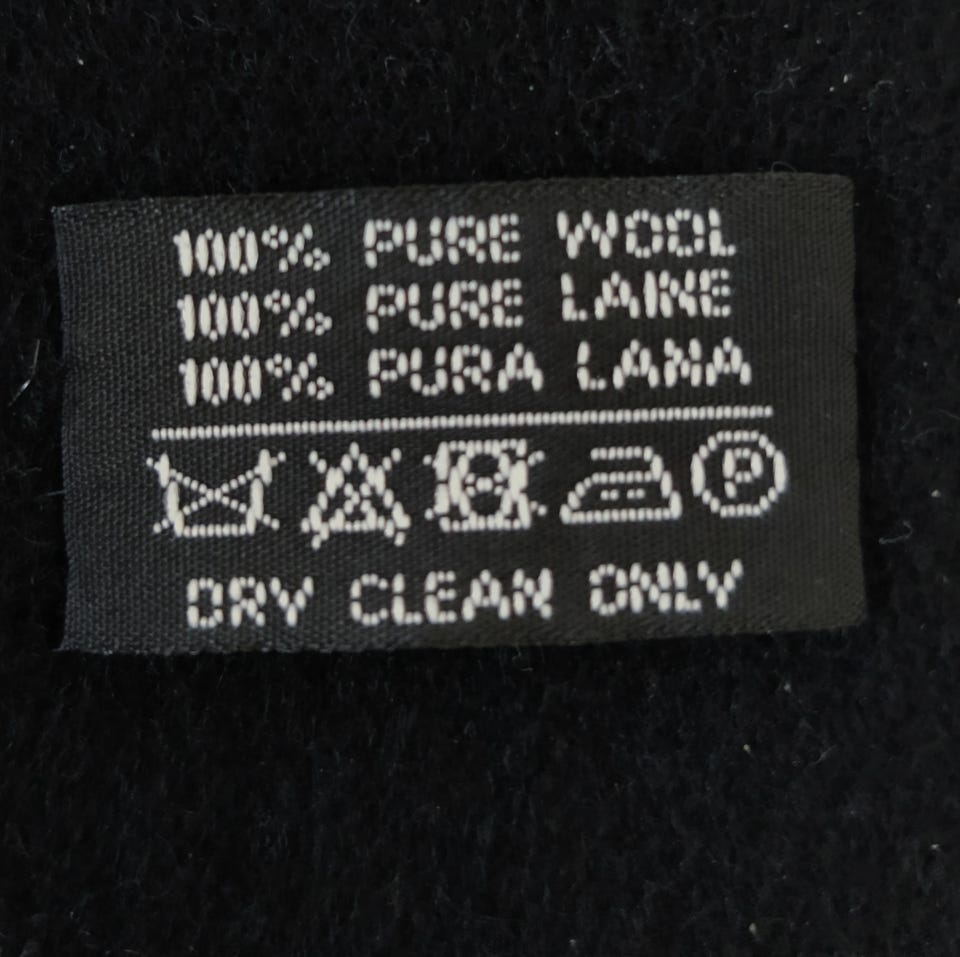 100% PURE WOOL
100% PURE LAINE
100% PURA LANA
P
DRY CLEAN ONLY